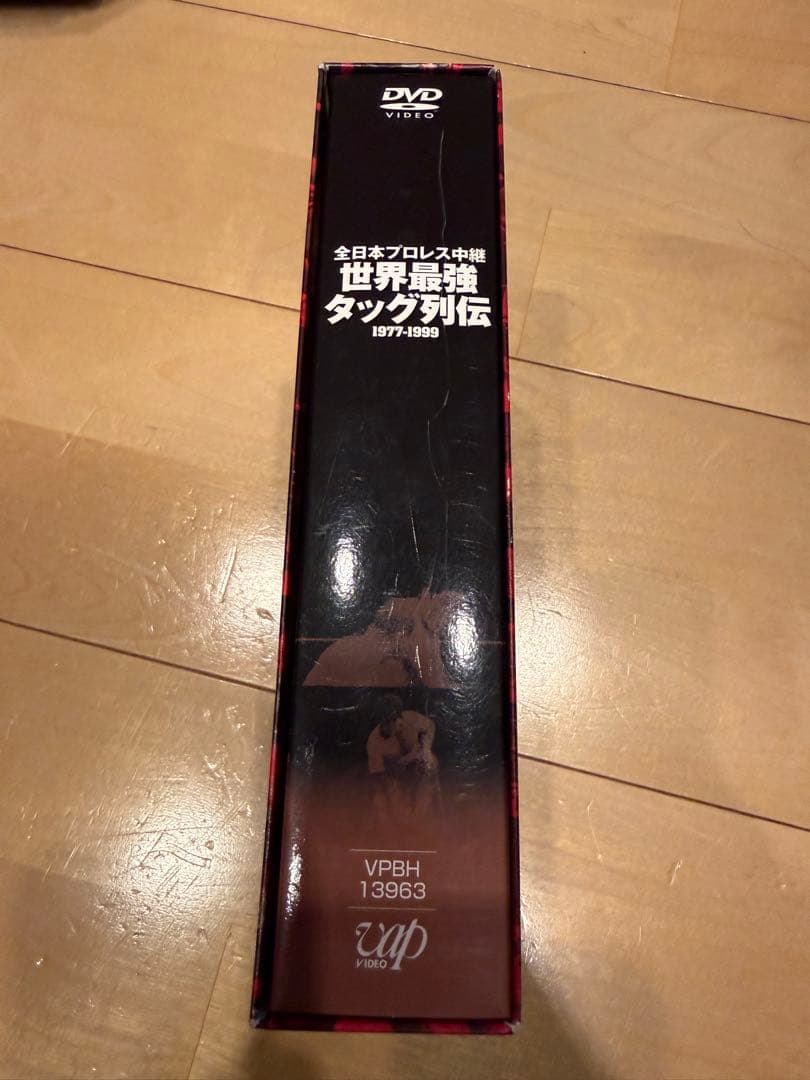 DVD
VIDEO
全日本プロレス中継
世界最強
タッグ列伝
1977-1999
VPBH
13963
vap
VIDEO